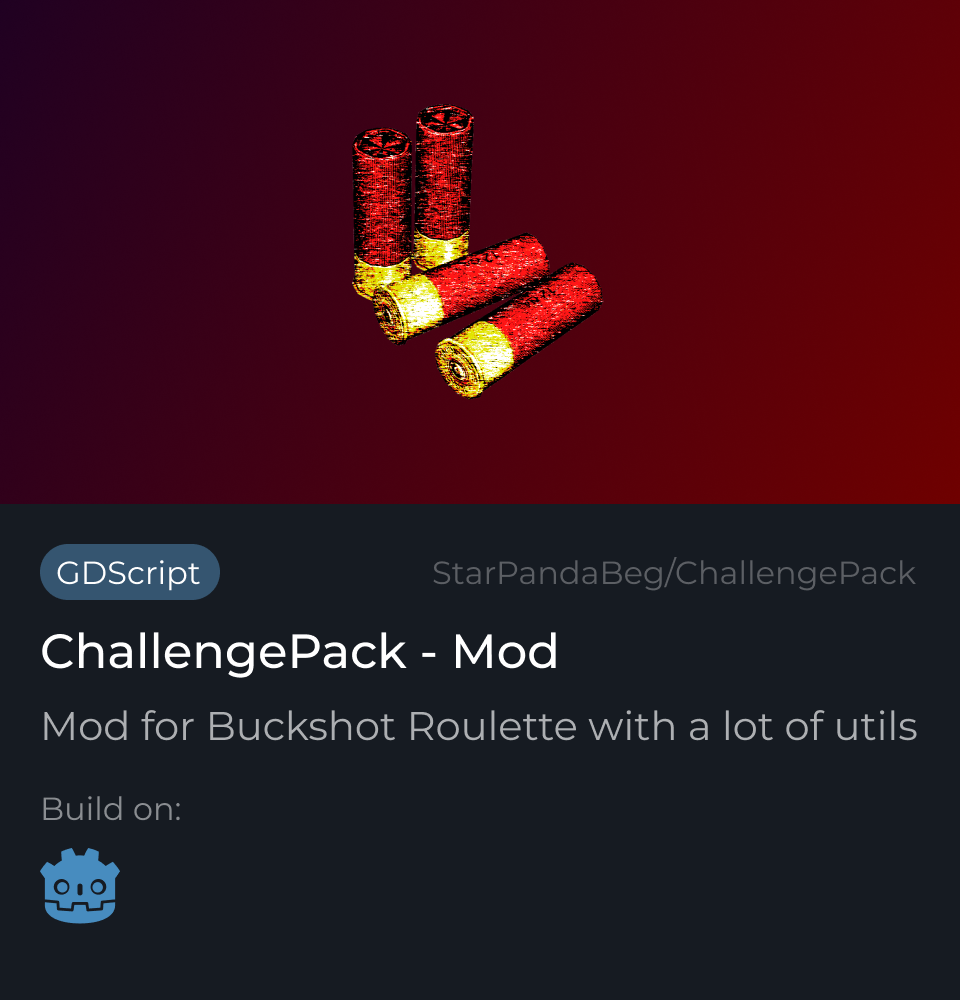 GDScript
StarPandaBeg/ChallengePack
ChallengePack - Mod
Mod for Buckshot Roulette with a lot of utils
Build on: